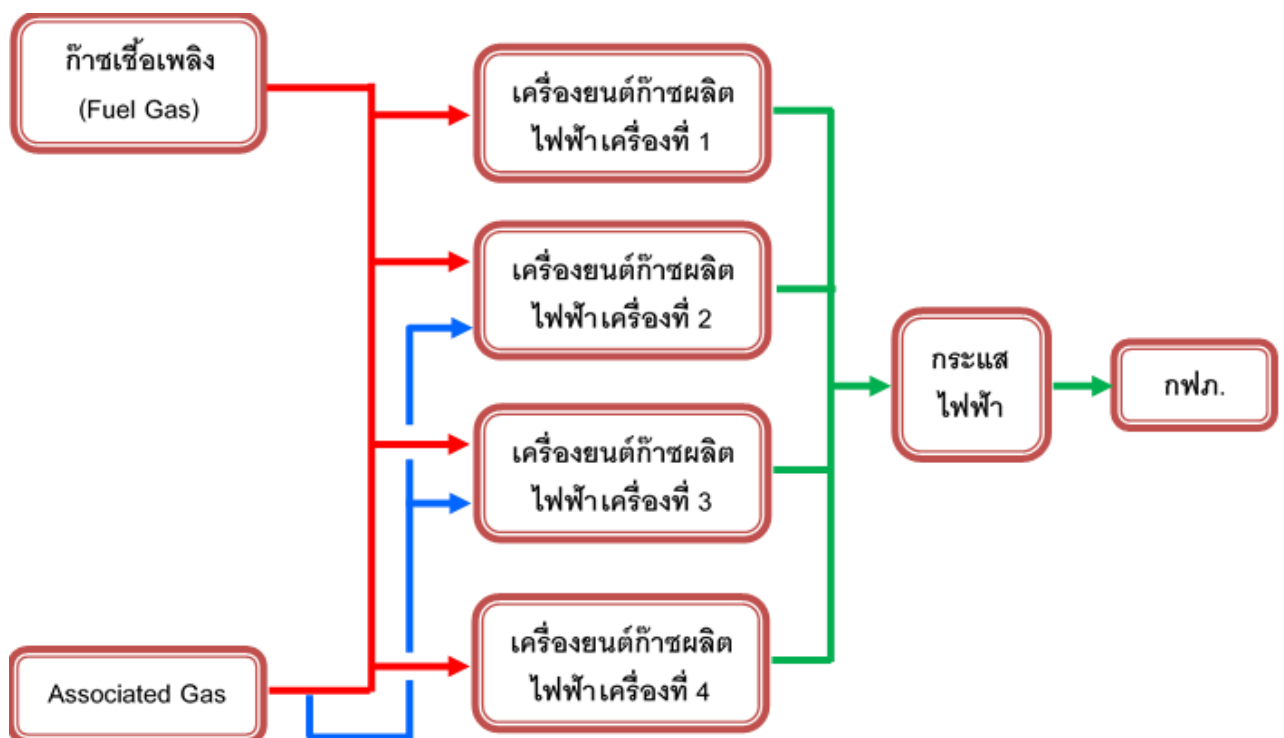 ก๊าซเชื้อเพลิง
(Fuel Gas)
เครื่องยนต์ก๊าซผลิต
ไฟฟ้าเครื่องที่ 1
เครื่องยนต์ก๊าซผลิต
ไฟฟ้าเครื่องที่ 2
เครื่องยนต์ก๊าซผลิต
ไฟฟ้าเครื่องที่ 3
เครื่องยนต์ก๊าซผลิต
ไฟฟ้าเครื่องที่ 4
Associated Gas
กระแส
ไฟฟ้า
กฟภ.